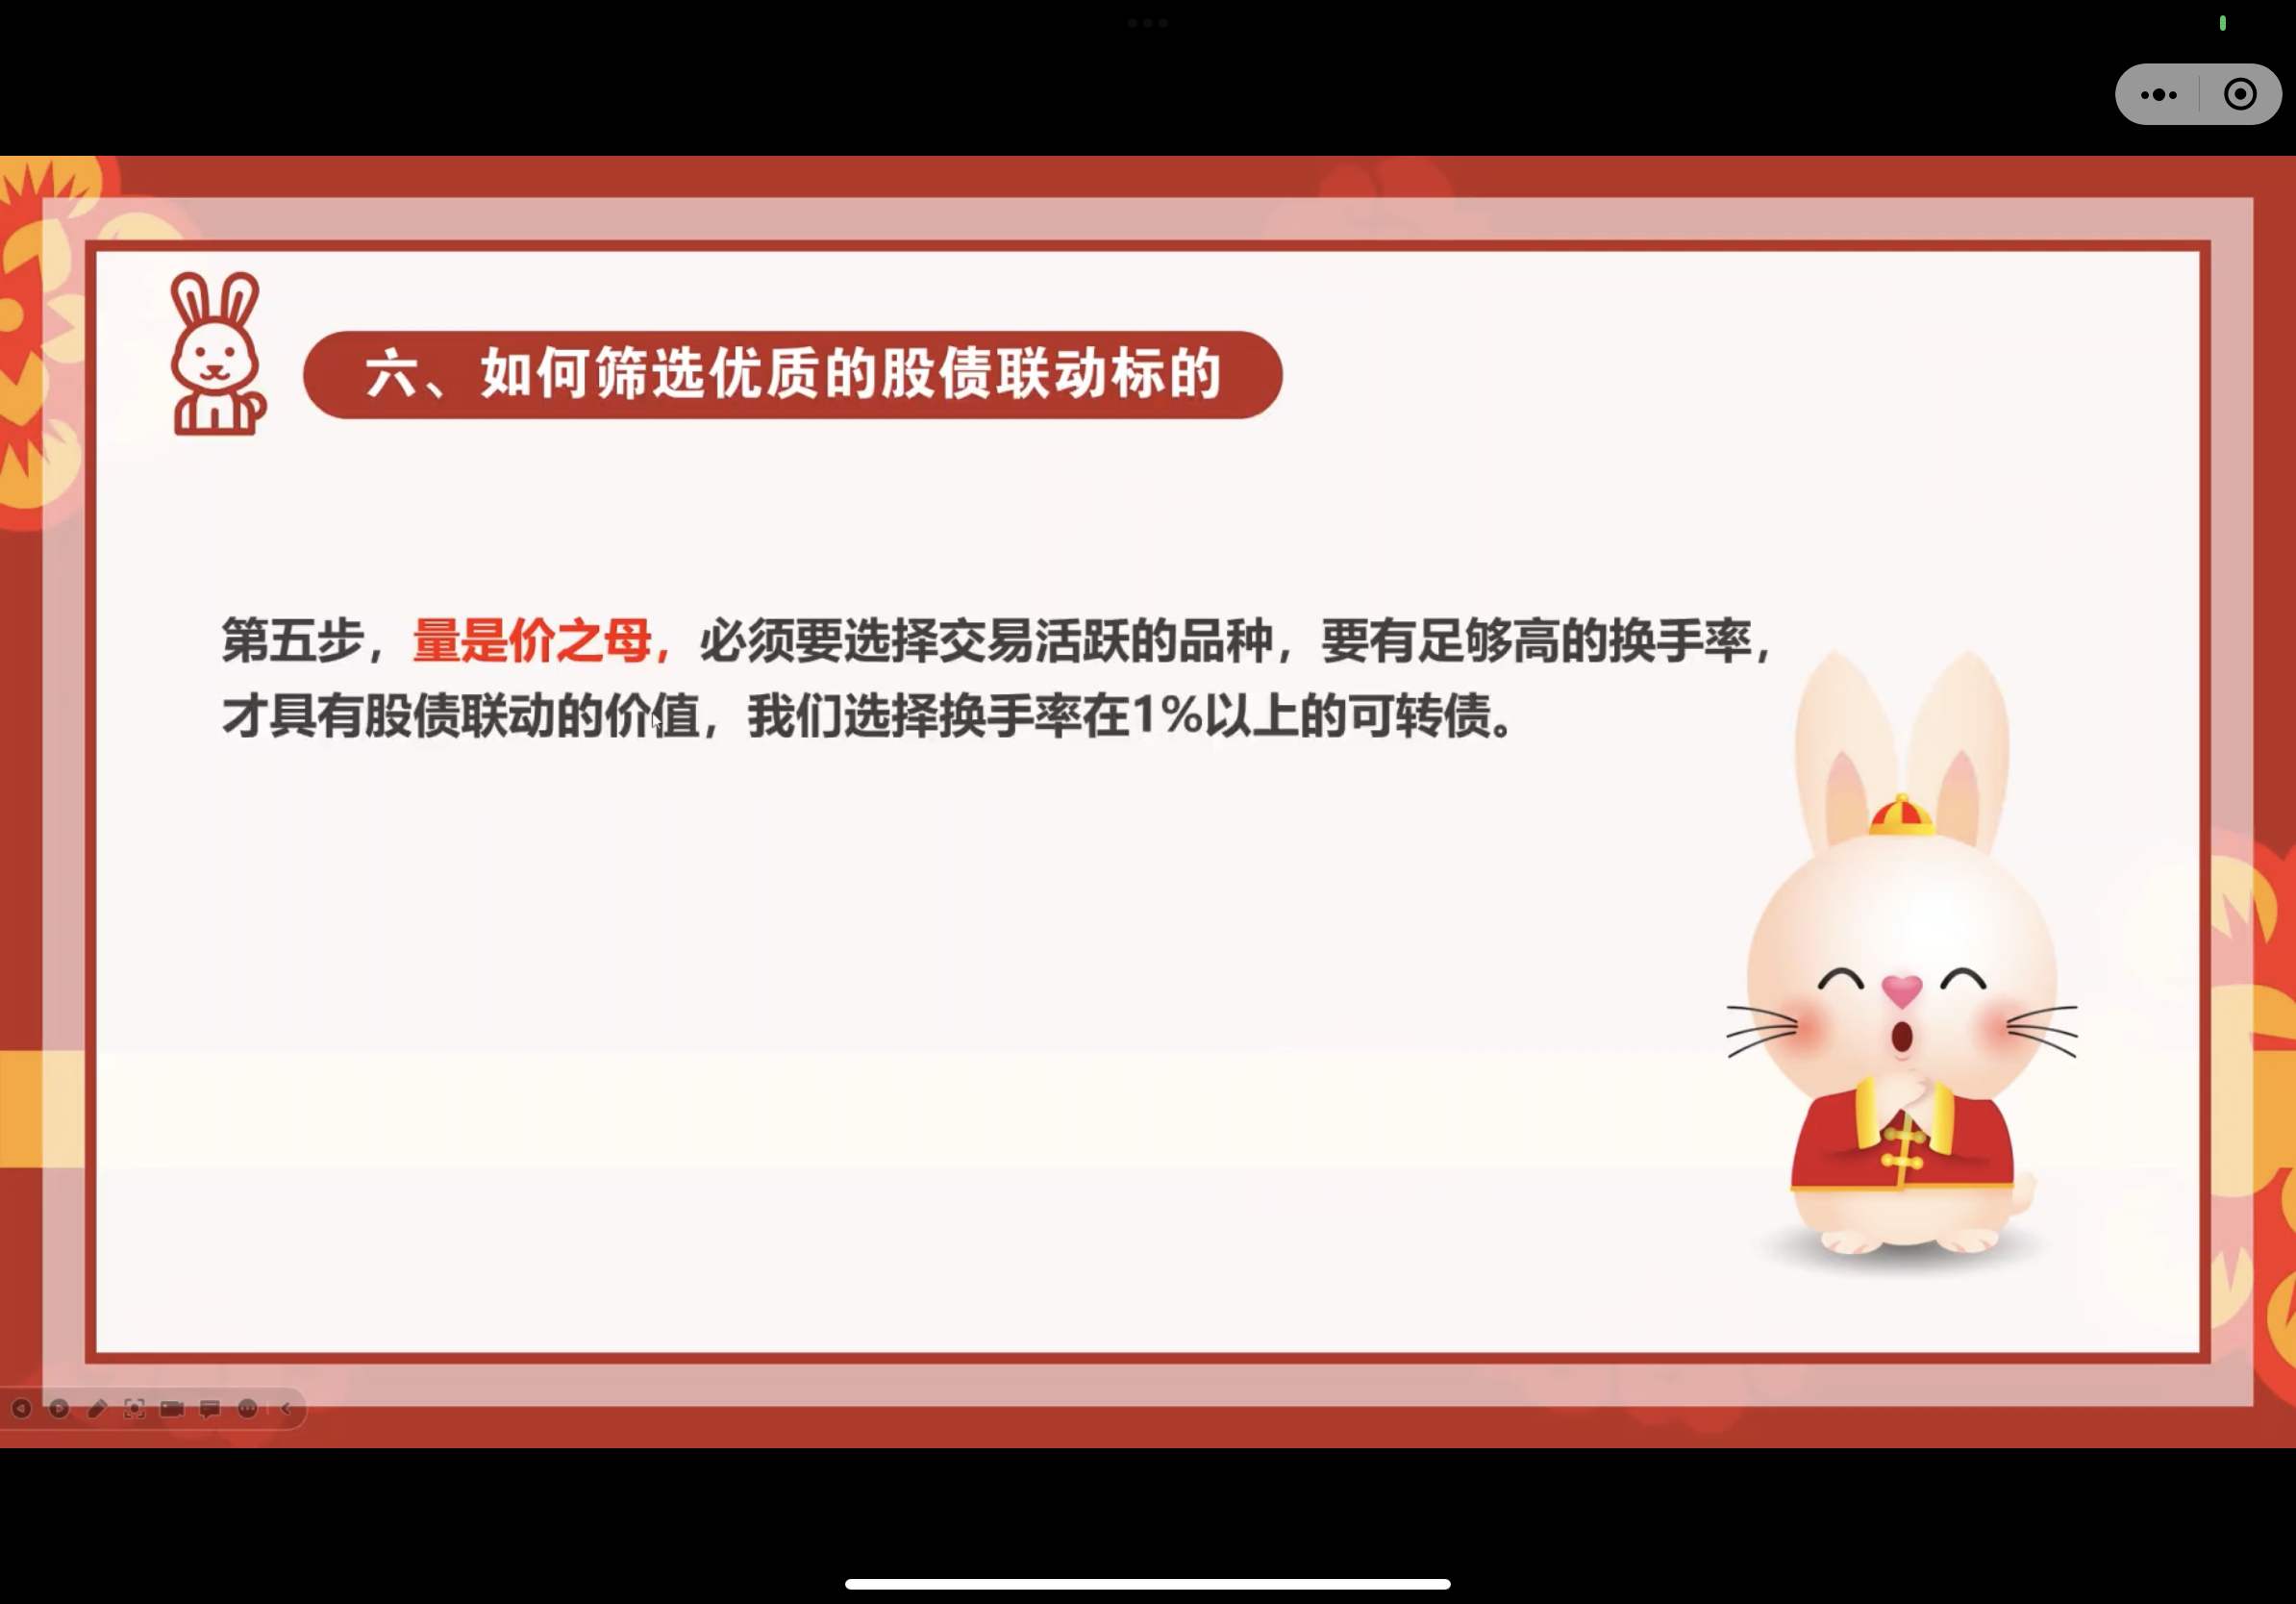 六、如何筛选优质的股债联动标的
第五步，量是价之母，必须要选择交易活跃的品种，要有足够高的换手率，
才具有股债联动的价值，我们选择换手率在1%以上的可转债。